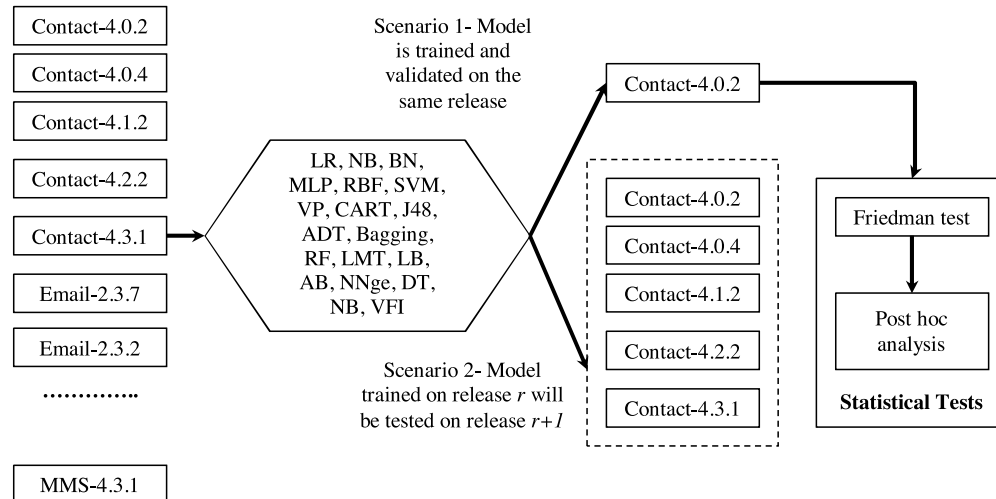 Contact-4.0.2
Contact-4.0.4
Contact-4.1.2
Contact-4.2.2
Contact-4.3.1
Email-2.3.7
Email-2.3.2
..............
MMS-4.3.1
LR, NB, BN,
MLP, RBF, SVM,
VP, CART, J48,
ADT, Bagging,
RF, LMT, LB,
AB, NNge, DT,
NB, VFI
Scenario 1- Model
is trained and
validated on the
same release
Contact-4.0.2
Scenario 2- Model
trained on release r will
be tested on release r+1
Contact-4.0.2
Contact-4.0.4
Contact-4.1.2
Contact-4.2.2
Contact-4.3.1
Friedman test
Post hoc
analysis
Statistical Tests